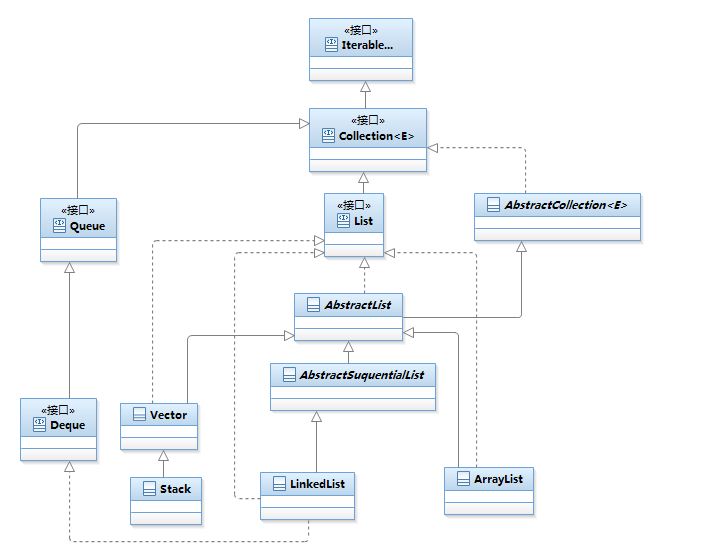 «接口»
Iterable...
«接口»
Collection<E>
«接口»
Queue
«接口»
List
AbstractCollection<E>
AbstractList
AbstractSuquentialList
«接口»
Deque
Vector
Stack
LinkedList
ArrayList